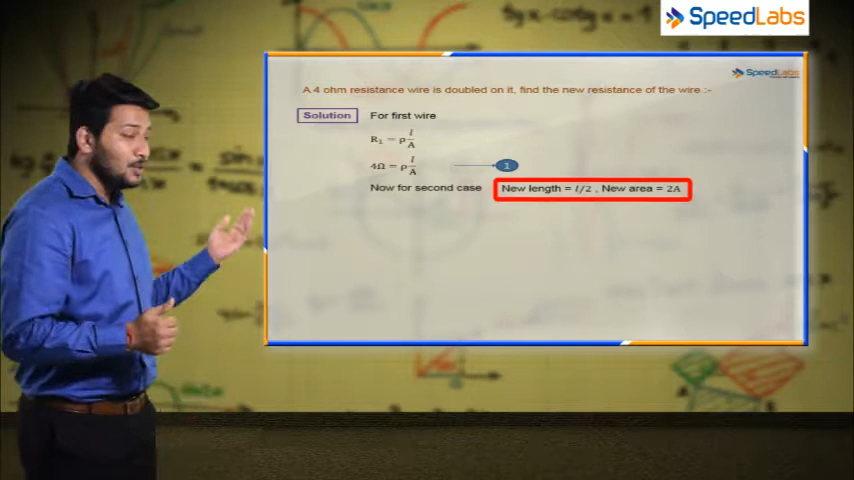 SpeedLabs
SpeedLabs
A 4 ohm resistance wire is doubled on it, find the new resistance of the wire :-
Solution
For first wire
R₁ = ρ l/A
4Ω = ρ l/A
1
Now for second case New length = l/2 , New area = 2A